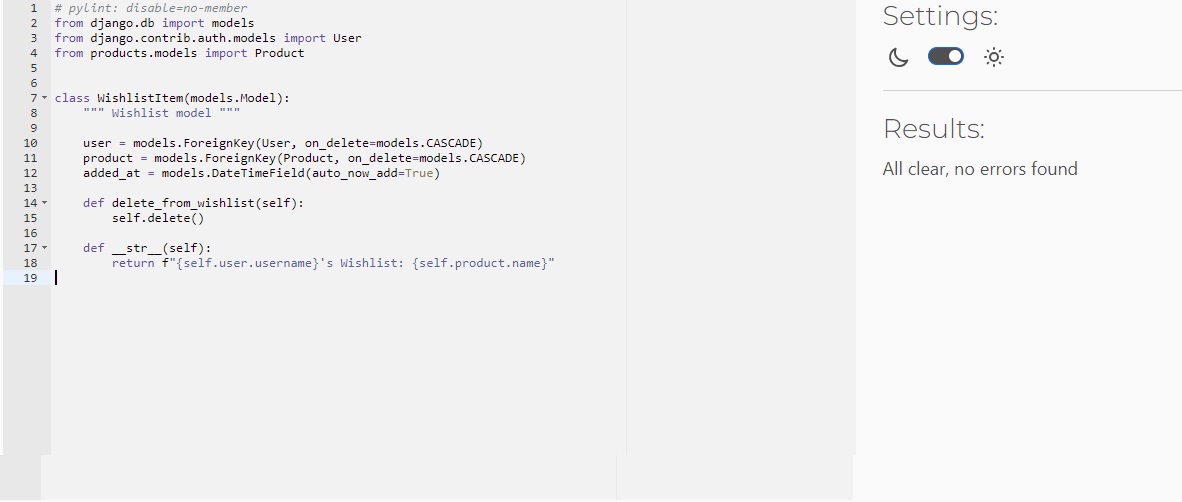 1 # pylint: disable=no-member
2 from django.db import models
3 from django.contrib.auth.models import User
4 from products.models import Product
5
6
7 class WishlistItem(models.Model):
8     """ Wishlist model """
9
10     user = models.ForeignKey(User, on_delete=models.CASCADE)
11     product = models.ForeignKey(Product, on_delete=models.CASCADE)
12     added_at = models.DateTimeField(auto_now_add=True)
13
14     def delete_from_wishlist(self):
15         self.delete()
16
17     def __str__(self):
18         return f"{self.user.username}'s Wishlist: {self.product.name}"
19
Settings:
Results:
All clear, no errors found